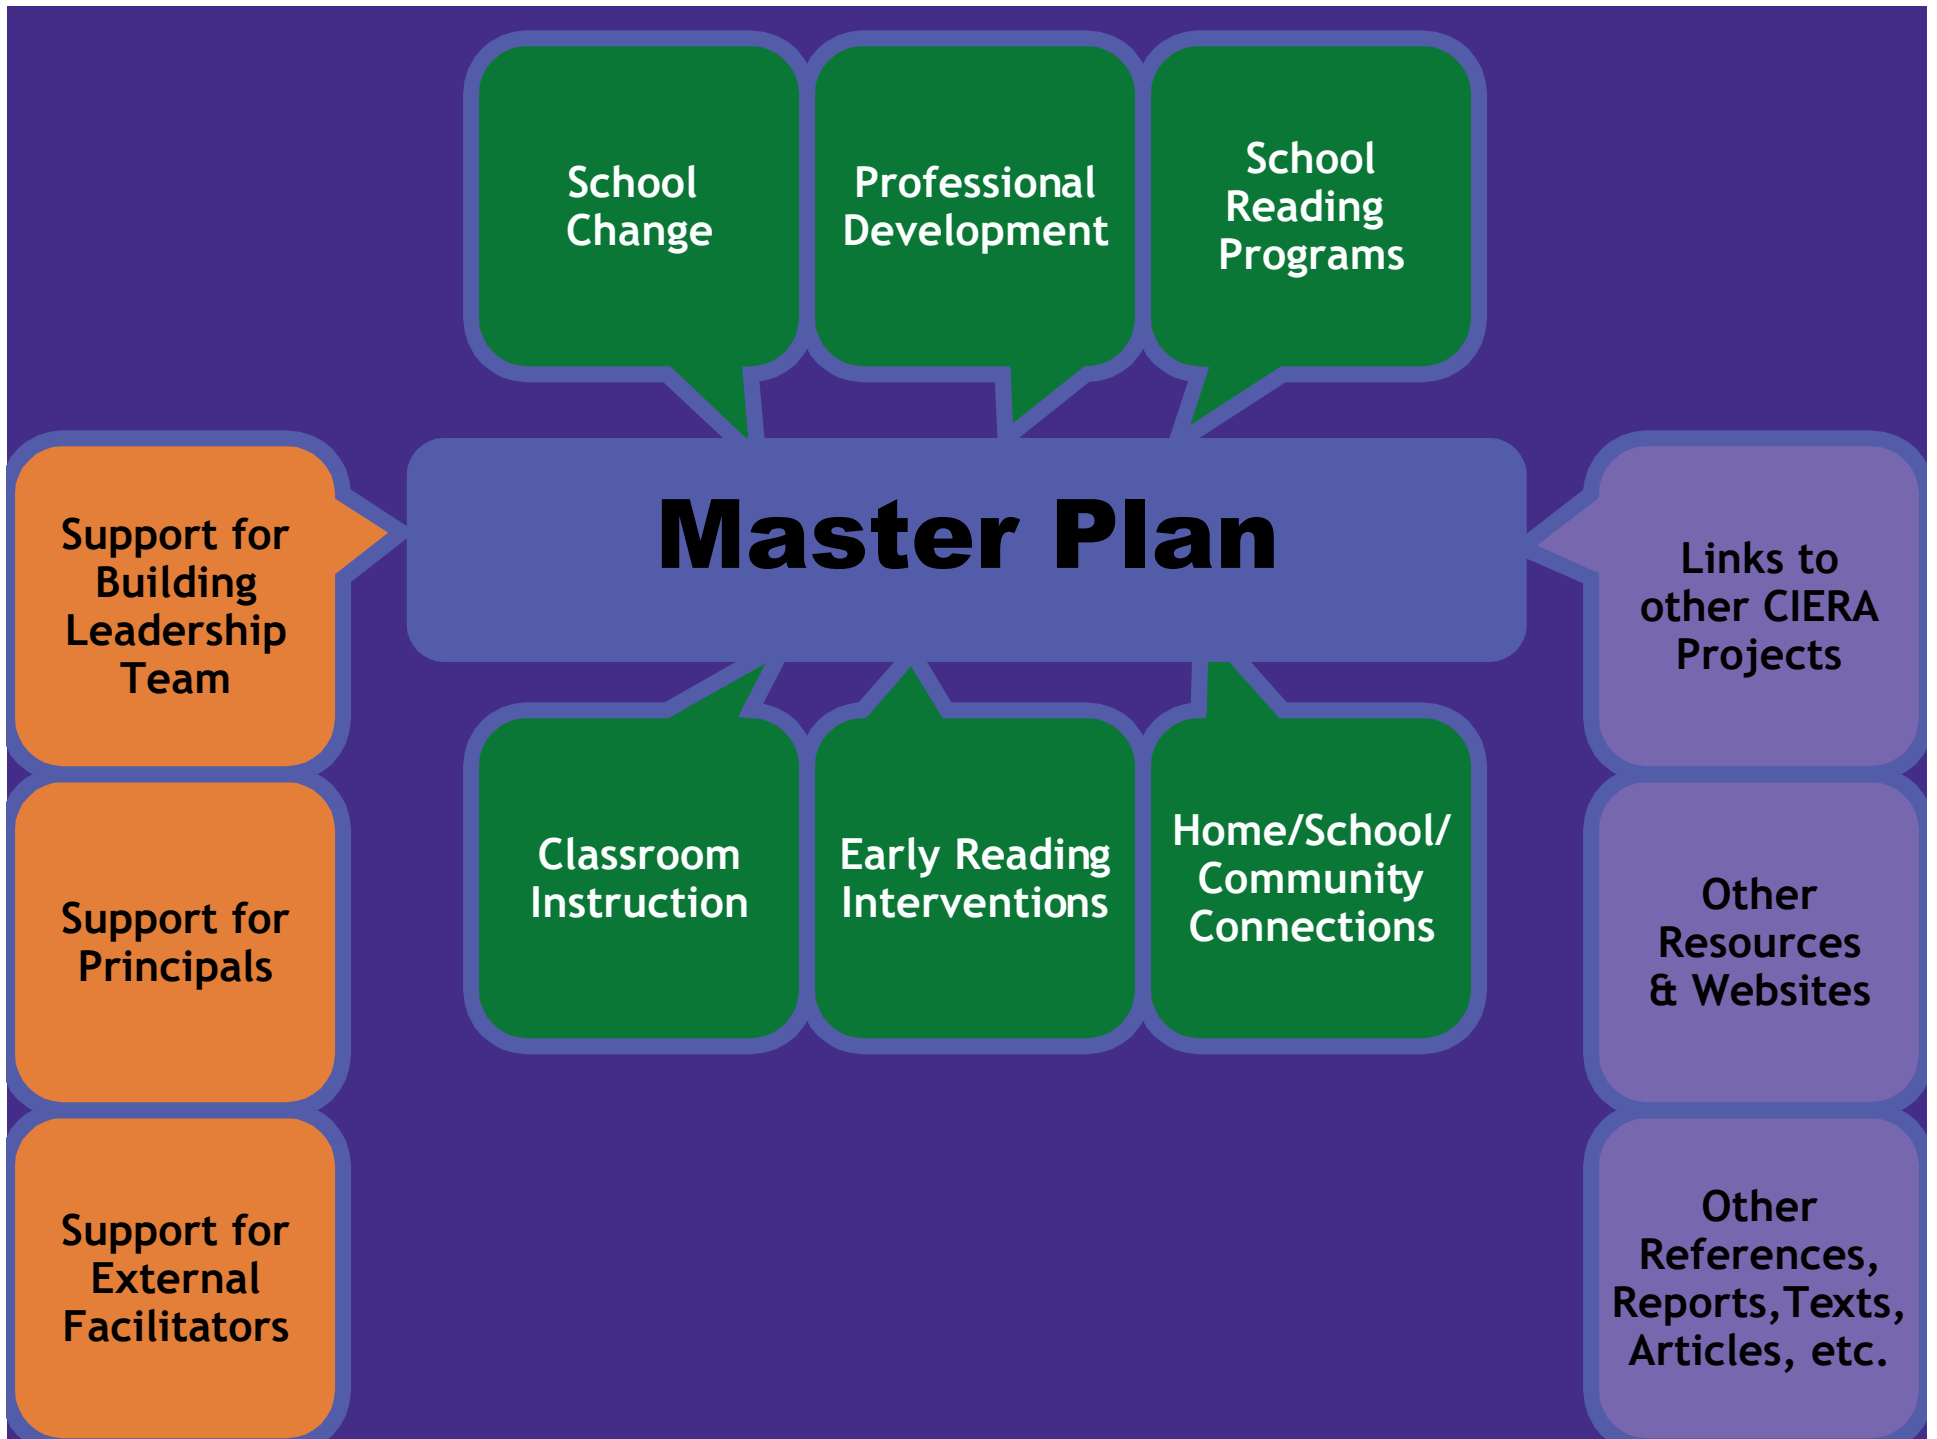 School
Change
Professional
Development
School
Reading
Programs
Master Plan
Support for
Building
Leadership
Team
Links to
other CIERA
Projects
Classroom
Instruction
Early Reading
Interventions
Home/School/
Community
Connections
Support for
Principals
Other
Resources
& Websites
Support for
External
Facilitators
Other
References,
Reports,Texts,
Articles, etc.